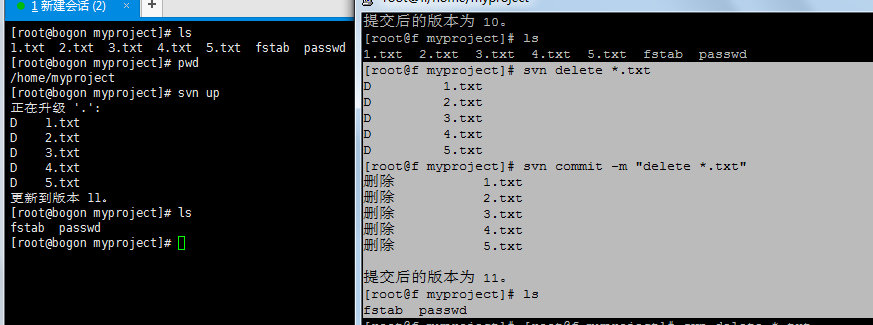 1 新建会话 (2)
[root@bogon myproject]# ls
1.txt  2.txt  3.txt  4.txt  5.txt  fstab  passwd
[root@bogon myproject]# pwd
/home/myproject
[root@bogon myproject]# svn up
正在升级 '.':
D    1.txt
D    2.txt
D    3.txt
D    4.txt
D    5.txt
更新到版本 11。
[root@bogon myproject]# ls
fstab  passwd
[root@bogon myproject]#
root@f:/home/myproject
提交后的版本为 10。
[root@f myproject]# ls
1.txt  2.txt  3.txt  4.txt  5.txt  fstab  passwd
[root@f myproject]# svn delete *.txt
D         1.txt
D         2.txt
D         3.txt
D         4.txt
D         5.txt
[root@f myproject]# svn commit -m "delete *.txt"
删除           1.txt
删除           2.txt
删除           3.txt
删除           4.txt
删除           5.txt
提交后的版本为 11。
[root@f myproject]# ls
fstab  passwd
[root@f myproject]# [root@f myproject]# svn delete *.txt